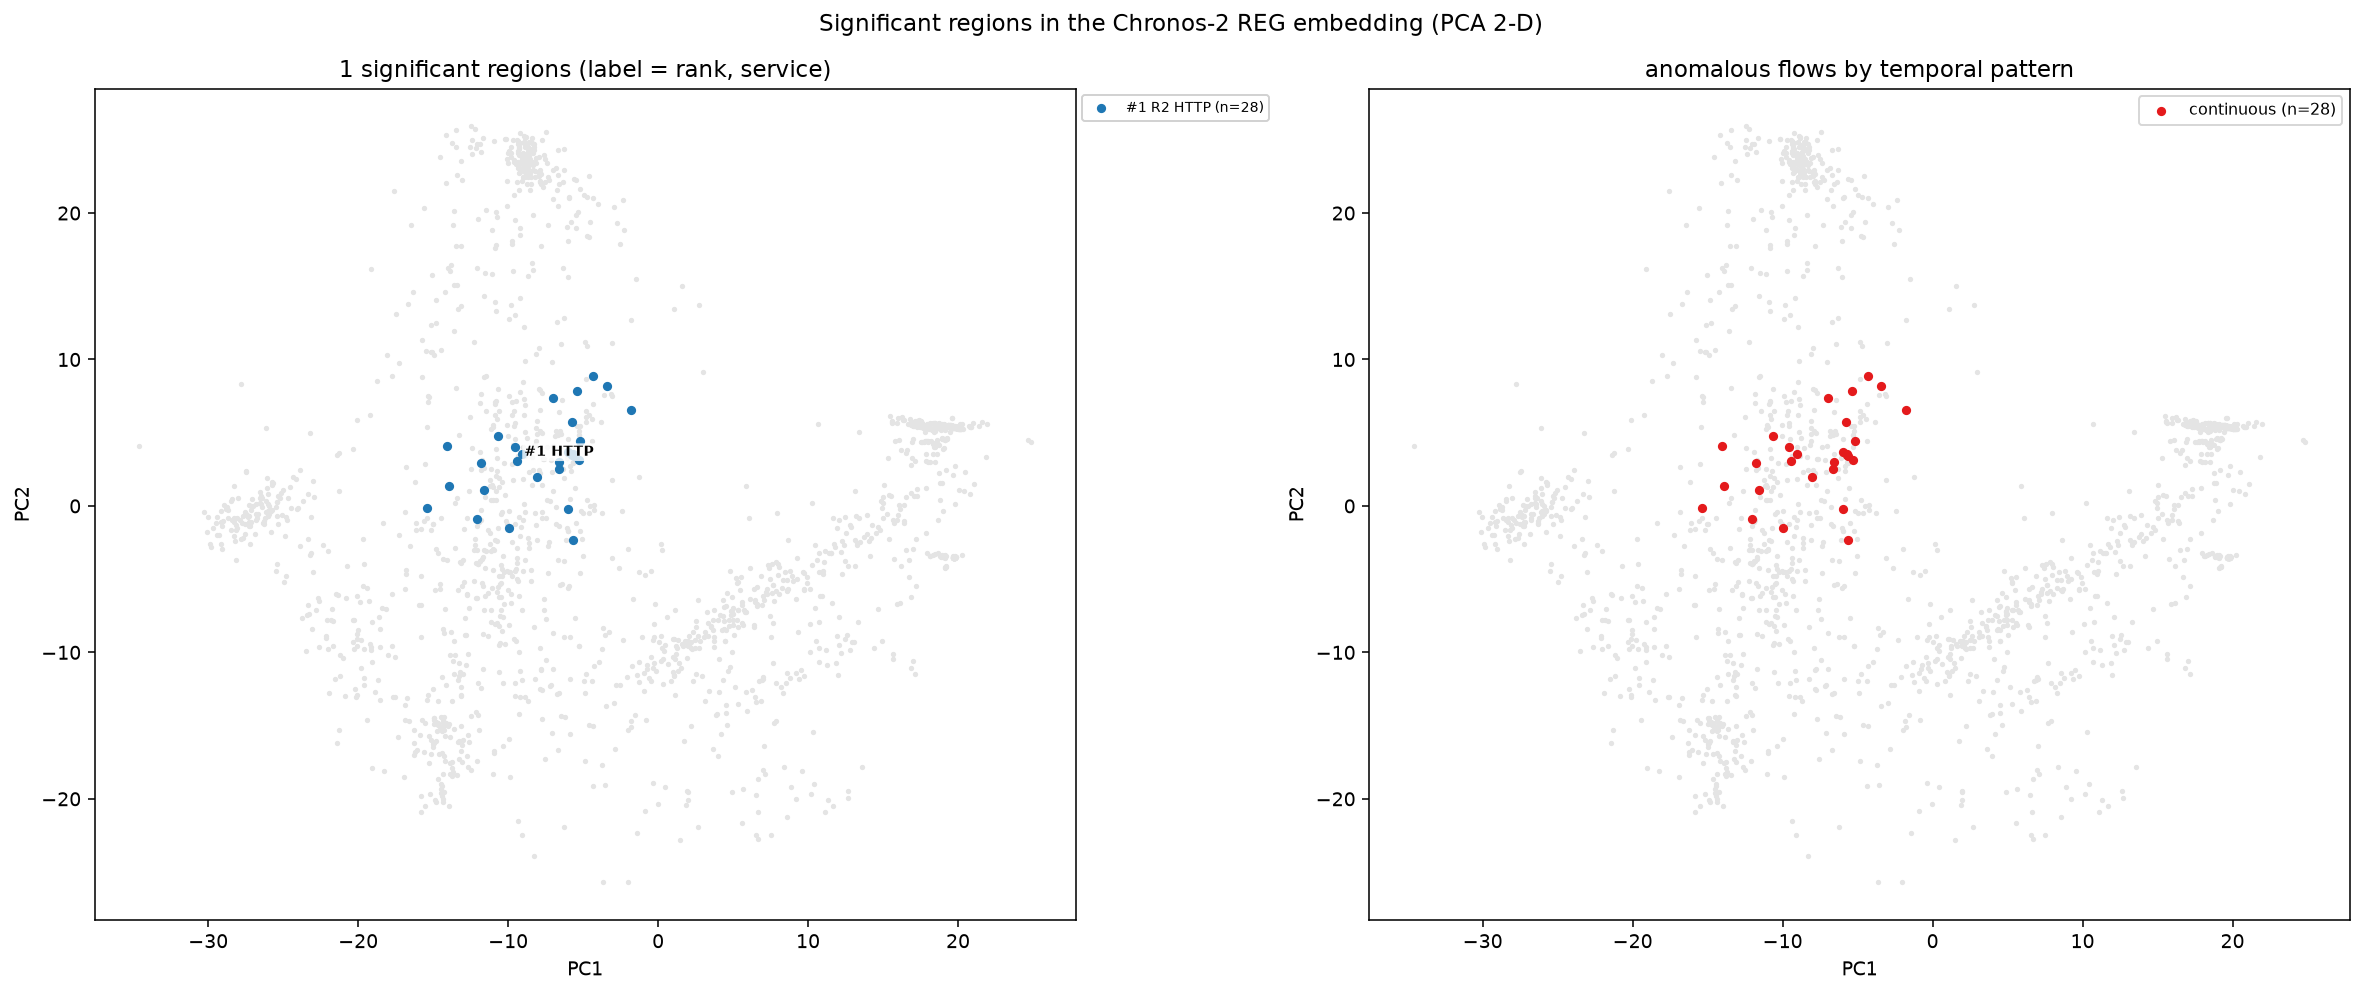 Significant regions in the Chronos-2 REG embedding (PCA 2-D)
1 significant regions (label = rank, service)
#1 R2 HTTP (n=28)
#1 HTTP
20
10
0
−10
−20
PC2
−30
−20
−10
0
10
20
PC1
anomalous flows by temporal pattern
continuous (n=28)
20
10
0
−10
−20
PC2
−30
−20
−10
0
10
20
PC1